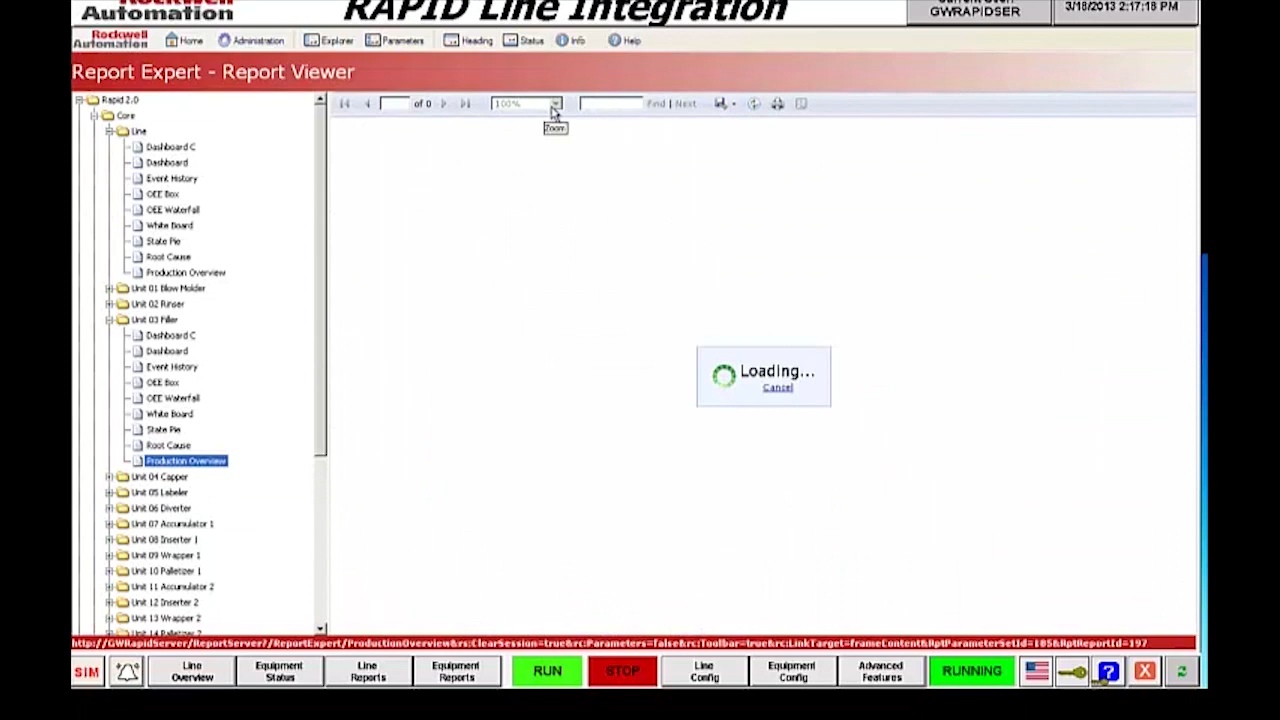 Rockwell Automation
RAPID Line Integration
GWRAPIDSER
3/18/2013 2:17:18 PM
Rockwell Automation
Home Administration Explorer Parameters Heading Status Info Help
Report Expert - Report Viewer
of 0 100% Find | Next
Zoom
Rapid 2.0
Core
Line
Dashboard C
Dashboard
Event History
OEE Box
OEE Waterfall
White Board
State Pie
Root Cause
Production Overview
Unit 01 Blow Molder
Unit 02 Rinser
Unit 03 Filler
Dashboard C
Dashboard
Event History
OEE Box
OEE Waterfall
White Board
State Pie
Root Cause
Production Overview
Unit 04 Capper
Unit 05 Labeler
Unit 06 Diverter
Unit 07 Accumulator 1
Unit 08 Inserter 1
Unit 09 Wrapper 1
Unit 10 Palletizer 1
Unit 11 Accumulator 2
Unit 12 Inserter 2
Unit 13 Wrapper 2
Unit 14 Palletizer 2
Loading...
Cancel
http://GWRapidServer/ReportServer?/ReportExpert/ProductionOverview&rs:ClearSession=true&rc:Parameters=false&rc:Toolbar=true&rc:LinkTarget=frameContent&RptParameterSetId=185&RptReportId=197
SIM
Line Overview
Equipment Status
Line Reports
Equipment Reports
RUN
STOP
Line Config
Equipment Config
Advanced Features
RUNNING